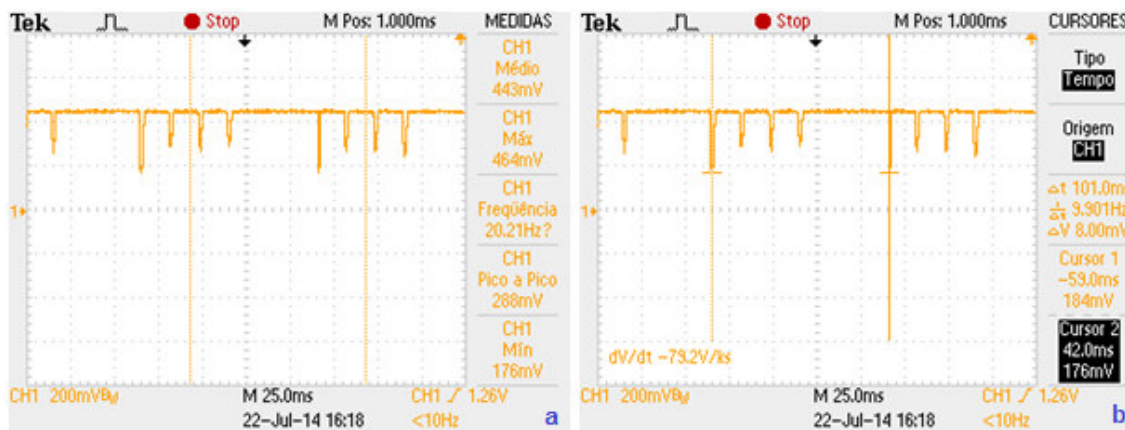 Tek Stop M Pos: 1.000ms MEDIDAS
CH1
Médio
443mV
CH1
Máx
464mV
CH1
Freqüência
20.21Hz?
CH1
Pico a Pico
288mV
CH1
Mín
176mV
1
CH1 200mVBW M 25.0ms CH1 1.26V
22-Jul-14 16:18 <10Hz
a
Tek Stop M Pos: 1.000ms CURSORES
Tipo
Tempo
Origem
CH1
Δt 101.0ms
1/Δt 9.901Hz
ΔV 8.00mV
Cursor 1
-59.0ms
184mV
Cursor 2
42.0ms
176mV
1
dV/dt -79.2V/ks
CH1 200mVBW M 25.0ms CH1 1.26V
22-Jul-14 16:18 <10Hz
b